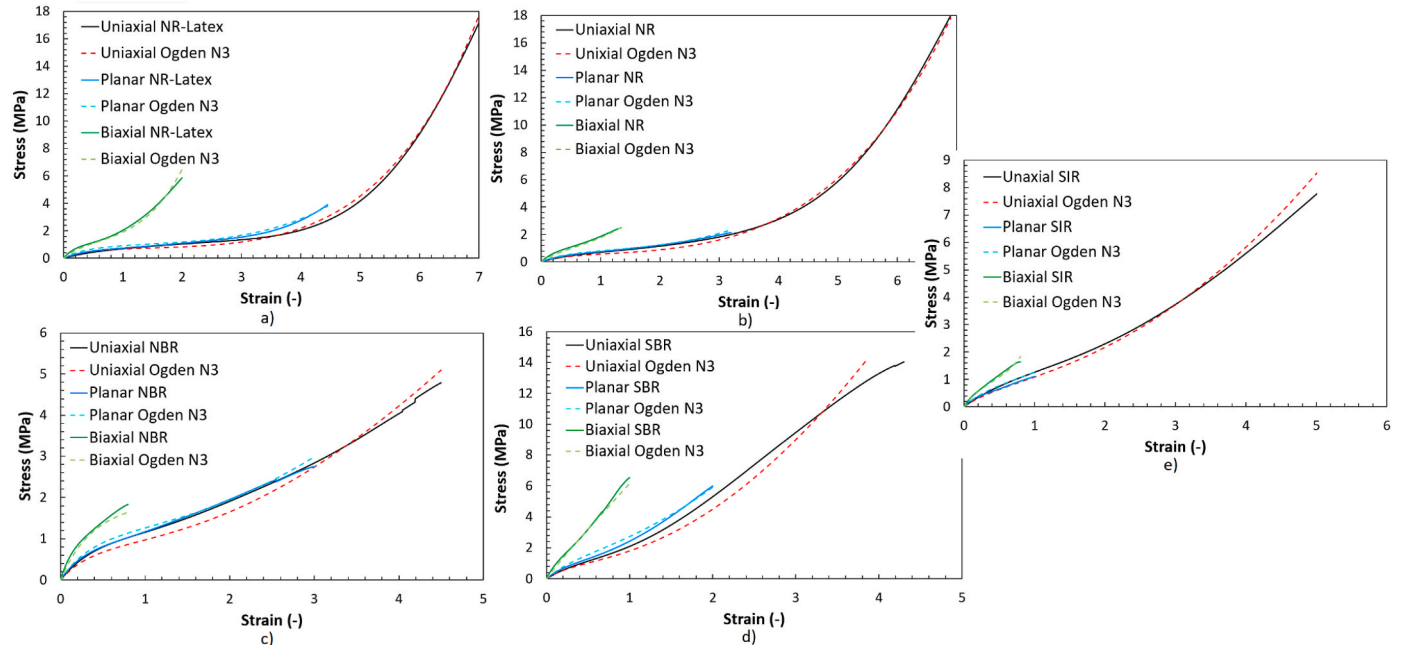 18
16
14
12
10
8
6
4
2
0
Stress (MPa)
Uniaxial NR-Latex
Uniaxial Ogden N3
Planar NR-Latex
Planar Ogden N3
Biaxial NR-Latex
Biaxial Ogden N3
0 1 2 3 4 5 6 7
Strain (-)
a)
18
16
14
12
10
8
6
4
2
0
Stress (MPa)
Uniaxial NR
Unixial Ogden N3
Planar NR
Planar Ogden N3
Biaxial NR
Biaxial Ogden N3
0 1 2 3 4 5 6
Strain (-)
b)
9
8
7
6
5
4
3
2
1
0
Stress (MPa)
Unaxial SIR
Uniaxial Ogden N3
Planar SIR
Planar Ogden N3
Biaxial SIR
Biaxial Ogden N3
0 1 2 3 4 5 6
Strain (-)
e)
6
5
4
3
2
1
0
Stress (MPa)
Uniaxial NBR
Uniaxial Ogden N3
Planar NBR
Planar Ogden N3
Biaxial NBR
Biaxial Ogden N3
0 1 2 3 4 5
Strain (-)
c)
16
14
12
10
8
6
4
2
0
Stress (MPa)
Uniaxial SBR
Uniaxial Ogden N3
Planar SBR
Planar Ogden N3
Biaxial SBR
Biaxial Ogden N3
0 1 2 3 4 5
Strain (-)
d)